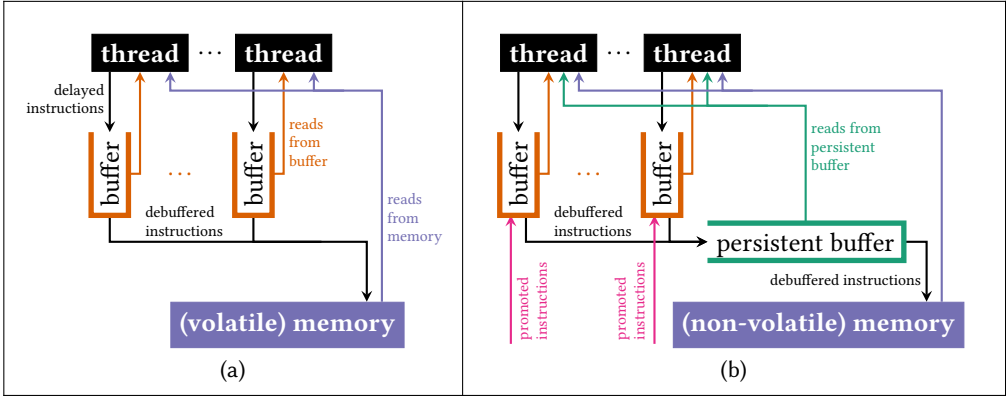 thread ... thread
delayed
instructions
buffer
...
buffer
reads
from
buffer
debuffered
instructions
reads
from
memory
(volatile) memory
(a)
thread ... thread
buffer
...
buffer
reads from
persistent
buffer
debuffered
instructions
persistent buffer
debuffered instructions
promoted
instructions
promoted
instructions
(non-volatile) memory
(b)